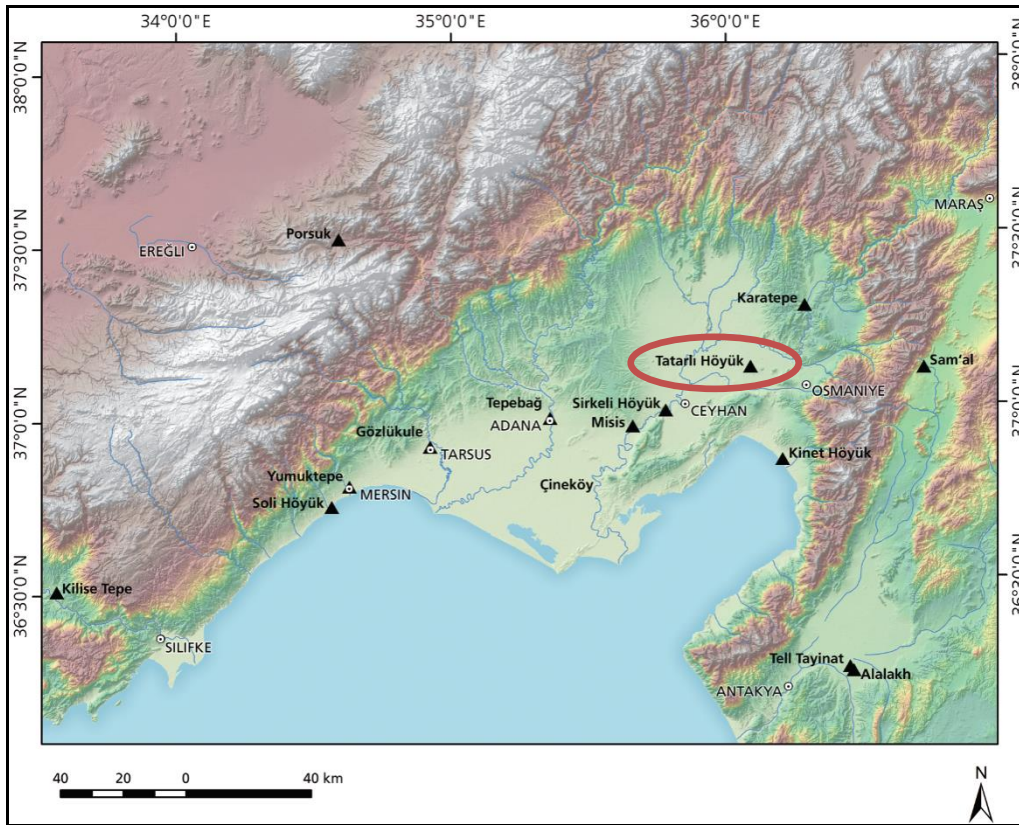 34°0'0"E
35°0'0"E
36°0'0"E
38°0'0"N
38°0'0"N
MARAŞ
37°30'0"N
37°30'0"N
Porsuk
EREĞLI
Karatepe
Tatarlı Höyük
Sam'al
OSMANIYE
Tepebağ
Sirkeli Höyük
CEYHAN
37°0'0"N
37°0'0"N
ADANA
Misis
Gözlükule
TARSUS
Kinet Höyük
Yumuktepe
MERSIN
Çineköy
Soli Höyük
36°30'0"N
36°30'0"N
Kilise Tepe
SILIFKE
Tell Tayinat
Alalakh
ANTAKYA
40 20 0 40 km
N